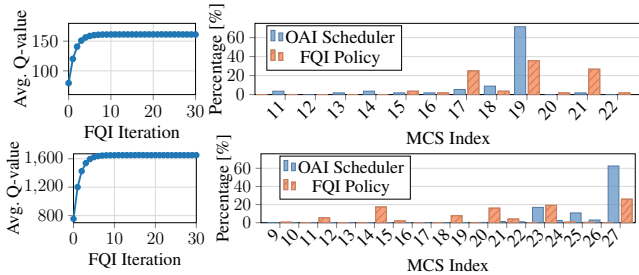 Avg. Q-value
150
100
0 10 20 30
FQI Iteration
Percentage [%]
60
40
20
0
OAI Scheduler
FQI Policy
11 12 13 14 15 16 17 18 19 20 21 22
MCS Index
Avg. Q-value
1,600
1,200
800
0 10 20 30
FQI Iteration
Percentage [%]
60
40
20
0
OAI Scheduler
FQI Policy
9 10 11 12 13 14 15 16 17 18 19 20 21 22 23 24 25 26 27
MCS Index